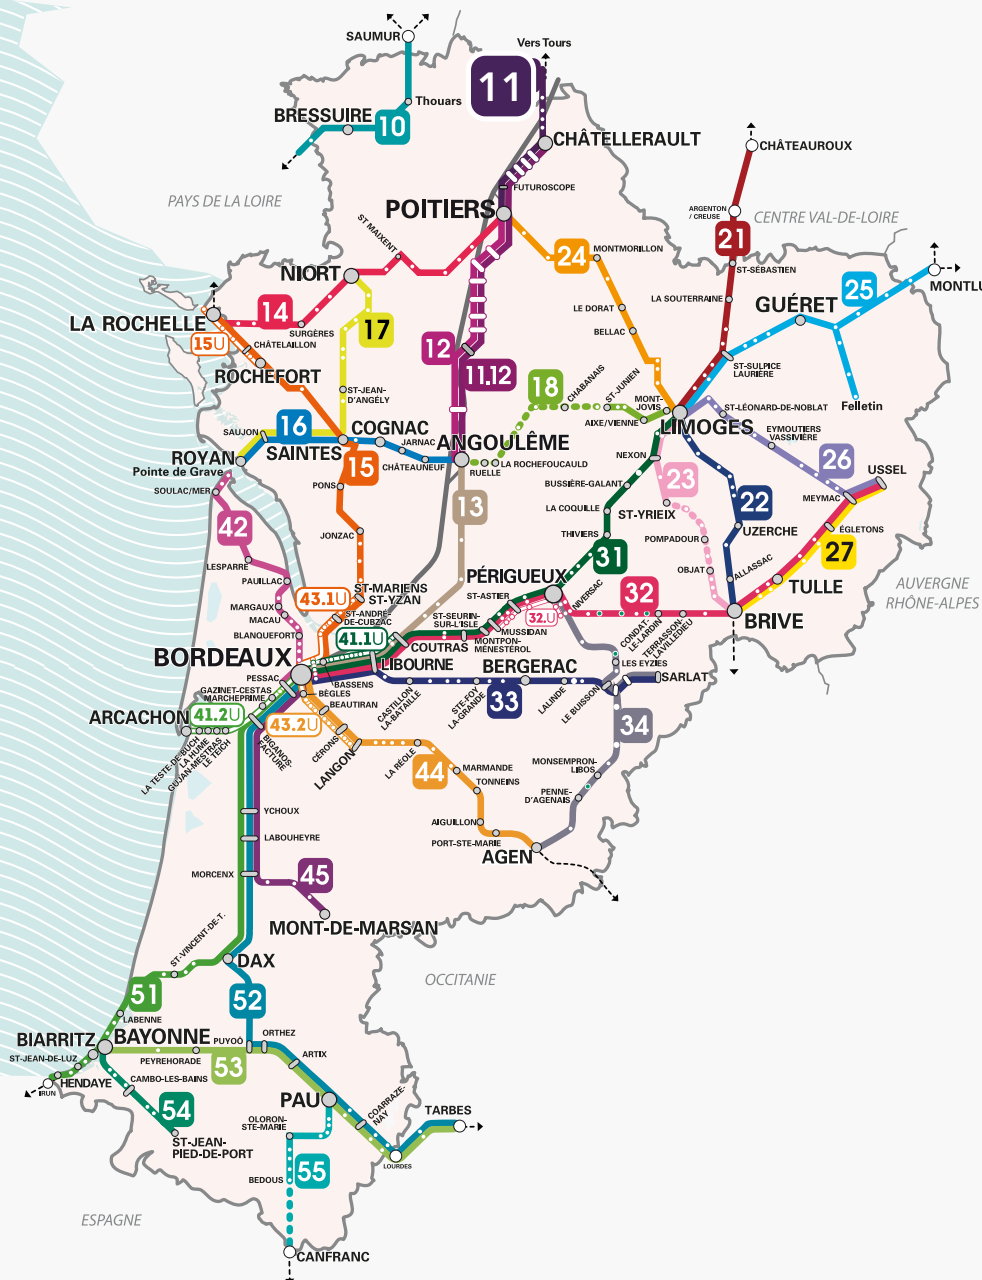 SAUMUR
Vers Tours
11
Thouars
BRESSUIRE
10
CHÂTELLERAULT
CHÂTEAUROUX
FUTUROSCOPE
PAYS DE LA LOIRE
POITIERS
ARGENTON
/ CREUSE
CENTRE VAL-DE-LOIRE
ST MAIXENT
21
24
MONTMORILLON
NIORT
ST-SÉBASTIEN
25
MONTLU
LA SOUTERRAINE
GUÉRET
LE DORAT
14
LA ROCHELLE
SURGÈRES
17
BELLAC
15U
CHÂTELAILLON
12
ROCHEFORT
11.12
ST-SULPICE
LAURIÈRE
18
CHABANAIS
ST-JUNIEN
ST-JEAN-
D'ANGÉLY
MONT-
JOVIS
Felletin
ST-LÉONARD-DE-NOBLAT
AIXE/VIENNE
LIMOGES
16
COGNAC
SAUJON
EYMOUTIERS
VASSIVIÈRE
JARNAC
ANGOULÊME
ROYAN
SAINTES
NEXON
26
CHÂTEAUNEUF
LA ROCHEFOUCAULD
RUELLE
Pointe de Grave
15
USSEL
SOULAC/MER
PONS
BUSSIÈRE-GALANT
23
MEYMAC
13
22
LA COQUILLE
ST-YRIEIX
42
UZERCHE
ÉGLETONS
JONZAC
THIVIERS
POMPADOUR
27
31
LESPARRE
OBJAT
ALLASSAC
PAUILLAC
PÉRIGUEUX
TULLE
AUVERGNE
RHÔNE-ALPES
ST-MARIENS
ST-YZAN
43.1U
ST-ASTIER
NIVERSAC
32
MARGAUX
MACAU
ST-ANDRÉ-
DE-CUBZAC
ST-SEURIN-
SUR-L'ISLE
32.U
BRIVE
41.1U
MUSSIDAN
BLANQUEFORT
COUTRAS
MONTPON-
MÉNESTÉROL
CONDAT-
LE-LARDIN
TERRASSON-
LAVILLEDIEU
BORDEAUX
LIBOURNE
BERGERAC
LES EYZIES
PESSAC
BASSENS
SARLAT
GAZINET-CESTAS
MARCHEPRIME
BÈGLES
CASTILLON
LA-BATAILLE
STE-FOY
LA-GRANDE
33
LALINDE
LE BUISSON
BEAUTIRAN
ARCACHON
41.2U
43.2U
34
LA TESTE-DE-BUCH
LA HUME
GUJAN-MESTRAS
LE TEICH
BIGANOS-
FACTURE
CÉRONS
LANGON
LA RÉOLE
44
MARMANDE
MONSEMPRON-
LIBOS
TONNEINS
PENNE-
D'AGENAIS
YCHOUX
AIGUILLON
LABOUHEYRE
PORT-STE-MARIE
AGEN
MORCENX
45
MONT-DE-MARSAN
ST-VINCENT-DE-T.
DAX
OCCITANIE
51
52
LABENNE
BIARRITZ
BAYONNE
PUYOÔ
ORTHEZ
ST-JEAN-DE-LUZ
PEYREHORADE
53
ARTIX
HENDAYE
CAMBO-LES-BAINS
IRUN
54
PAU
COARRAZE-
NAY
TARBES
OLORON-
STE-MARIE
ST-JEAN-
PIED-DE-PORT
LOURDES
55
BEDOUS
ESPAGNE
CANFRANC